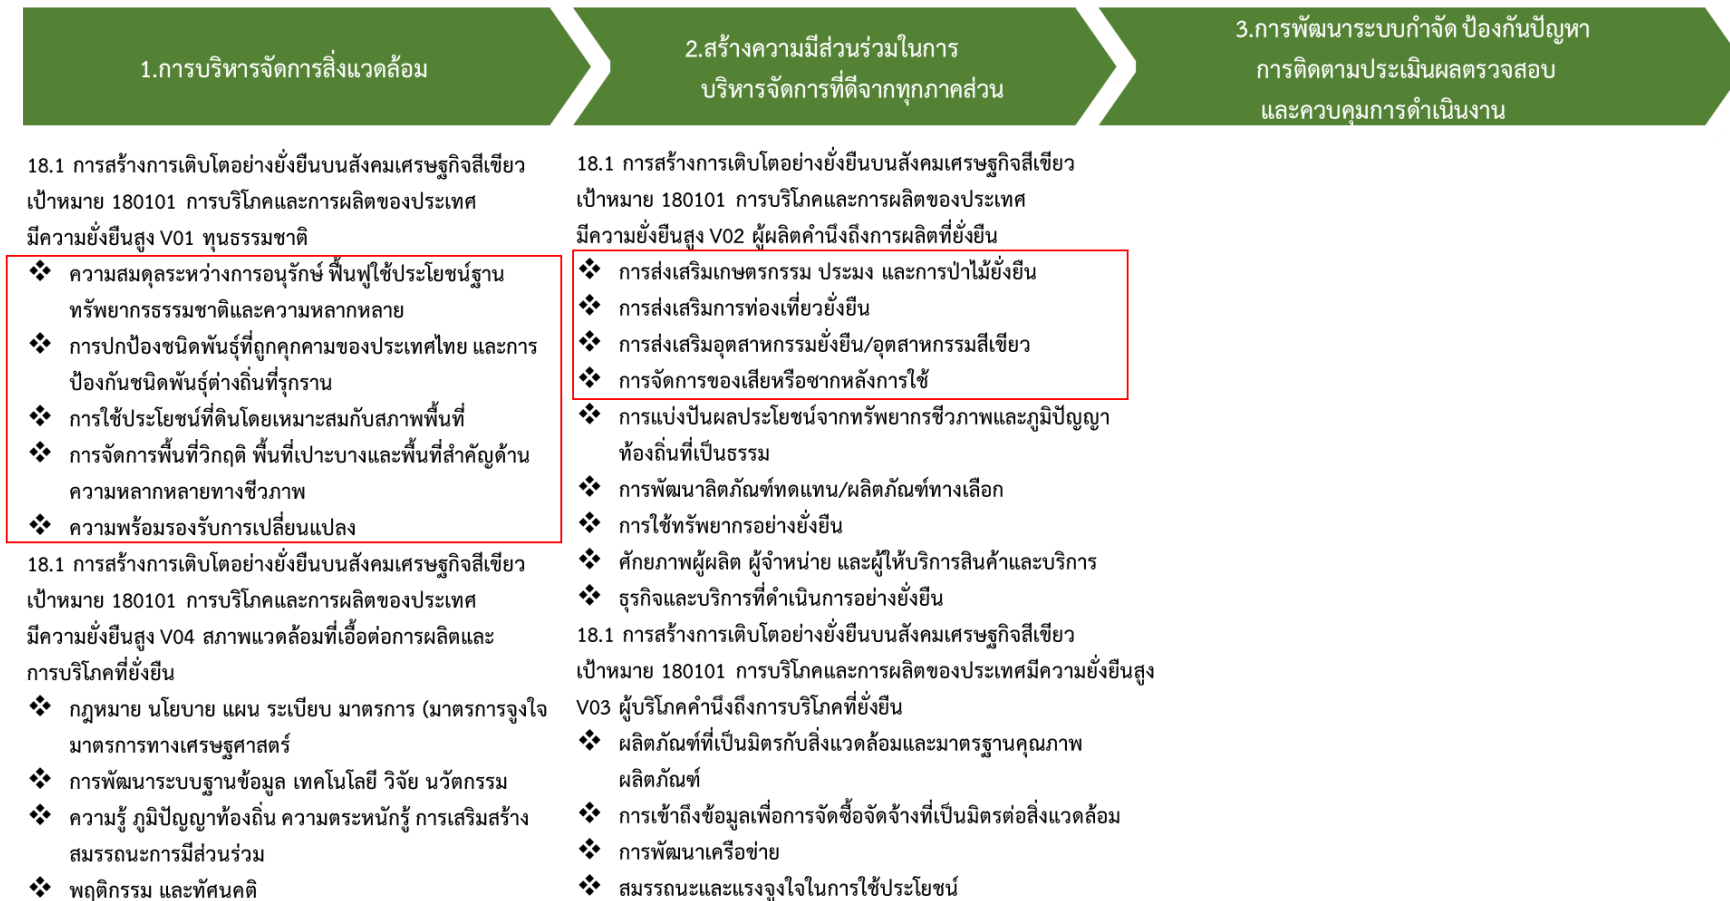 1.การบริหารจัดการสิ่งแวดล้อม
2.สร้างความมีส่วนร่วมในการ
บริหารจัดการที่ดีจากทุกภาคส่วน
3.การพัฒนาระบบกำจัด ป้องกันปัญหา
การติดตามประเมินผลตรวจสอบ
และควบคุมการดำเนินงาน
18.1 การสร้างการเติบโตอย่างยั่งยืนบนสังคมเศรษฐกิจสีเขียว
เป้าหมาย 180101 การบริโภคและการผลิตของประเทศ
มีความยั่งยืนสูง V01 ทุนธรรมชาติ
❖ ความสมดุลระหว่างการอนุรักษ์ ฟื้นฟูใช้ประโยชน์ฐาน
ทรัพยากรธรรมชาติและความหลากหลาย
❖ การปกป้องชนิดพันธุ์ที่ถูกคุกคามของประเทศไทย และการ
ป้องกันชนิดพันธุ์ต่างถิ่นที่รุกราน
❖ การใช้ประโยชน์ที่ดินโดยเหมาะสมกับสภาพพื้นที่
❖ การจัดการพื้นที่วิกฤติ พื้นที่เปาะบางและพื้นที่สำคัญด้าน
ความหลากหลายทางชีวภาพ
❖ ความพร้อมรองรับการเปลี่ยนแปลง
18.1 การสร้างการเติบโตอย่างยั่งยืนบนสังคมเศรษฐกิจสีเขียว
เป้าหมาย 180101 การบริโภคและการผลิตของประเทศ
มีความยั่งยืนสูง V04 สภาพแวดล้อมที่เอื้อต่อการผลิตและ
การบริโภคที่ยั่งยืน
❖ กฎหมาย นโยบาย แผน ระเบียบ มาตรการ (มาตรการจูงใจ
มาตรการทางเศรษฐศาสตร์
❖ การพัฒนาระบบฐานข้อมูล เทคโนโลยี วิจัย นวัตกรรม
❖ ความรู้ ภูมิปัญญาท้องถิ่น ความตระหนักรู้ การเสริมสร้าง
สมรรถนะการมีส่วนร่วม
❖ พฤติกรรม และทัศนคติ
18.1 การสร้างการเติบโตอย่างยั่งยืนบนสังคมเศรษฐกิจสีเขียว
เป้าหมาย 180101 การบริโภคและการผลิตของประเทศ
มีความยั่งยืนสูง V02 ผู้ผลิตคำนึงถึงการผลิตที่ยั่งยืน
❖ การส่งเสริมเกษตรกรรม ประมง และการป่าไม้ยั่งยืน
❖ การส่งเสริมการท่องเที่ยวยั่งยืน
❖ การส่งเสริมอุตสาหกรรมยั่งยืน/อุตสาหกรรมสีเขียว
❖ การจัดการของเสียหรือซากหลังการใช้
❖ การแบ่งปันผลประโยชน์จากทรัพยากรชีวภาพและภูมิปัญญา
ท้องถิ่นที่เป็นธรรม
❖ การพัฒนาลิตภัณฑ์ทดแทน/ผลิตภัณฑ์ทางเลือก
❖ การใช้ทรัพยากรอย่างยั่งยืน
❖ ศักยภาพผู้ผลิต ผู้จำหน่าย และผู้ให้บริการสินค้าและบริการ
❖ ธุรกิจและบริการที่ดำเนินการอย่างยั่งยืน
18.1 การสร้างการเติบโตอย่างยั่งยืนบนสังคมเศรษฐกิจสีเขียว
เป้าหมาย 180101 การบริโภคและการผลิตของประเทศมีความยั่งยืนสูง
V03 ผู้บริโภคคำนึงถึงการบริโภคที่ยั่งยืน
❖ ผลิตภัณฑ์ที่เป็นมิตรกับสิ่งแวดล้อมและมาตรฐานคุณภาพ
ผลิตภัณฑ์
❖ การเข้าถึงข้อมูลเพื่อการจัดซื้อจัดจ้างที่เป็นมิตรต่อสิ่งแวดล้อม
❖ การพัฒนาเครือข่าย
❖ สมรรถนะและแรงจูงใจในการใช้ประโยชน์